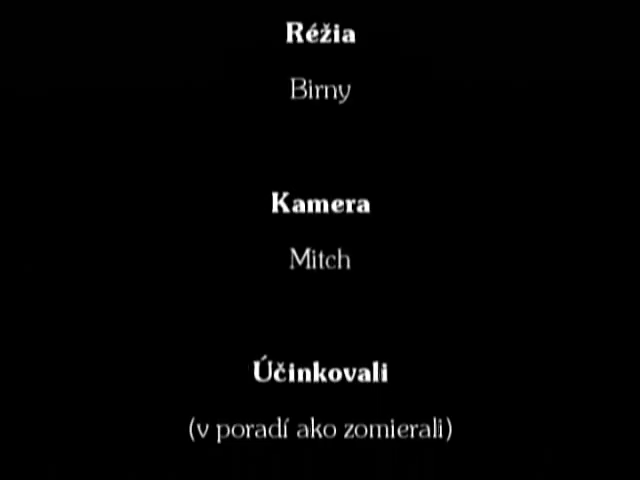 Réžia
Birny
Kamera
Mitch
Účinkovali
(v poradí ako zomierali)